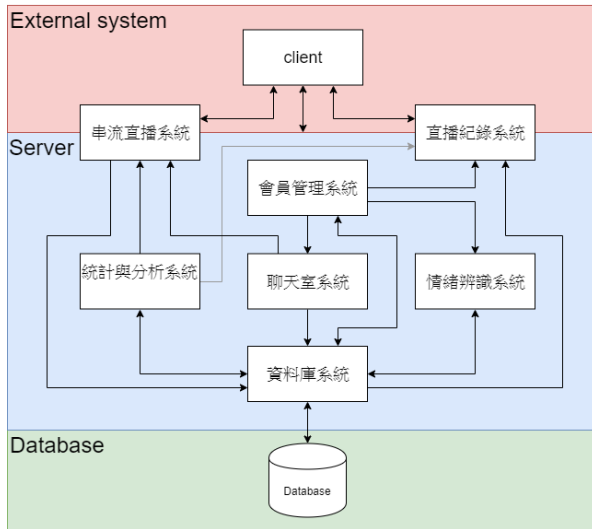 External system
client
串流直播系統
直播紀錄系統
Server
會員管理系統
統計與分析系統
聊天室系統
情緒辨識系統
資料庫系統
Database
Database